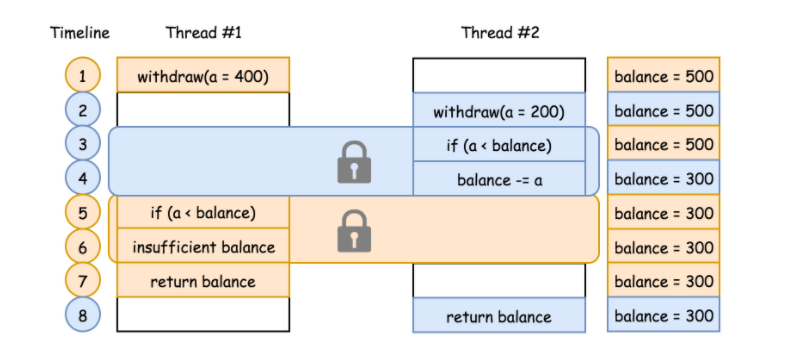 Timeline Thread #1 Thread #2
1 withdraw(a = 400) balance = 500
2 withdraw(a = 200) balance = 500
3 if (a < balance) balance = 500
4 balance -= a balance = 300
5 if (a < balance) balance = 300
6 insufficient balance balance = 300
7 return balance balance = 300
8 return balance balance = 300